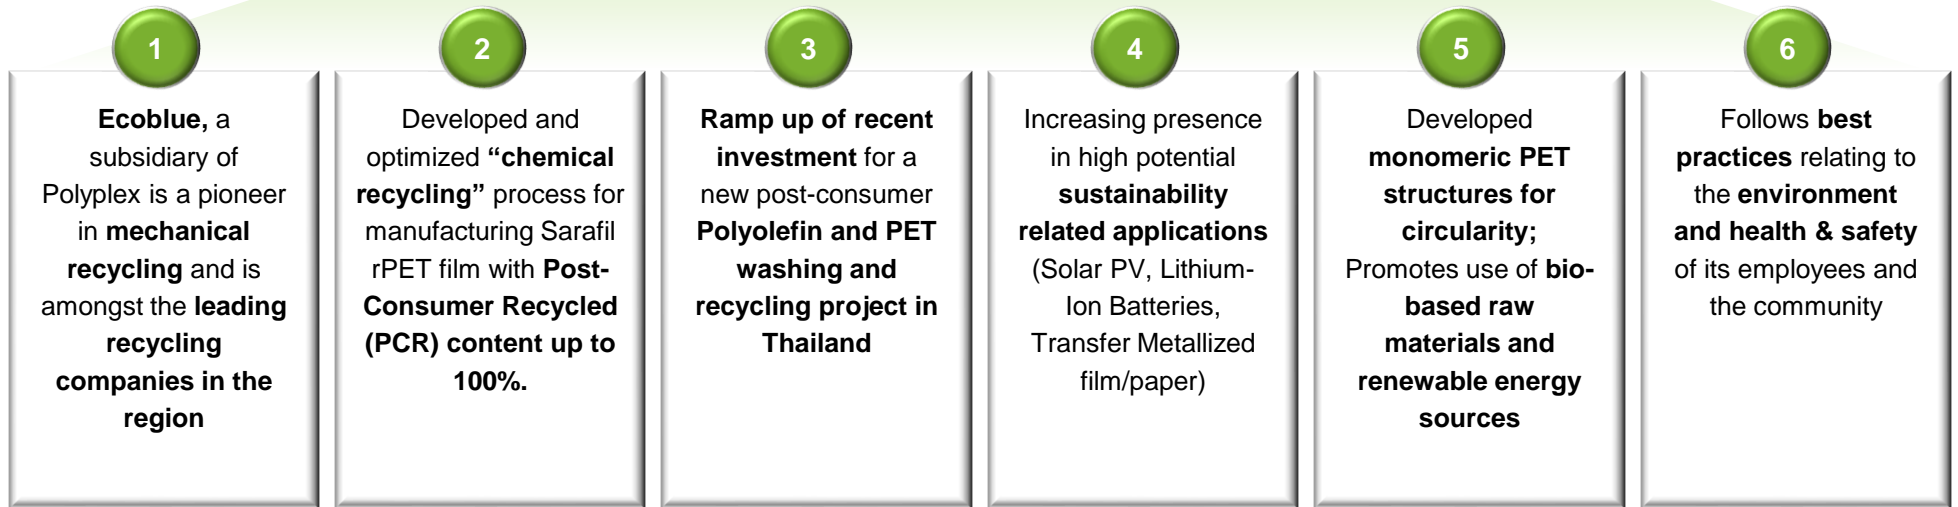 1
Ecoblue, a
subsidiary of
Polyplex is a pioneer
in mechanical
recycling and is
amongst the leading
recycling
companies in the
region
2
Developed and
optimized “chemical
recycling” process for
manufacturing Sarafil
rPET film with Post-
Consumer Recycled
(PCR) content up to
100%.
3
Ramp up of recent
investment for a
new post-consumer
Polyolefin and PET
washing and
recycling project in
Thailand
4
Increasing presence
in high potential
sustainability
related applications
(Solar PV, Lithium-
Ion Batteries,
Transfer Metallized
film/paper)
5
Developed
monomeric PET
structures for
circularity;
Promotes use of bio-
based raw
materials and
renewable energy
sources
6
Follows best
practices relating to
the environment
and health & safety
of its employees and
the community